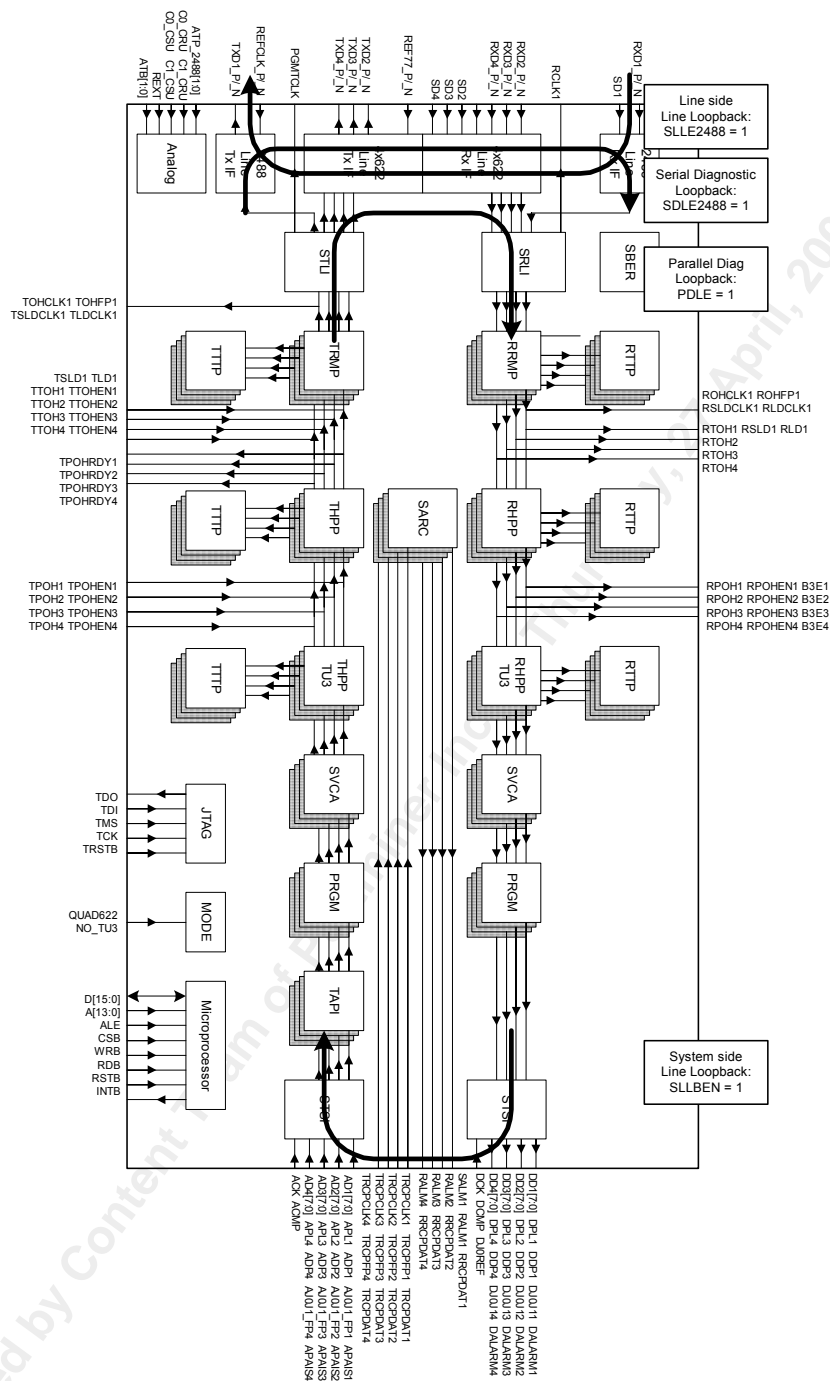 ATP_2488[1:0]
C0_CRU C1_CRU
C0_CSU C1_CSU
REXT
ATB[1:0]
REFCLK_P/_N
TXD1_P/_N
PGMTCLK
TXD2_P/_N
TXD3_P/_N
TXD4_P/_N
REF77_P/_N
SD2
SD3
SD4
RXD2_P/_N
RXD3_P/_N
RXD4_P/_N
RCLK1
RXD1_P/_N
SD1
Line side
Line Loopback:
SLLE2488 = 1
Serial Diagnostic
Loopback:
SDLE2488 = 1
Parallel Diag
Loopback:
PDLE = 1
Analog
Line
Tx IF
Line
Tx IF
Line
Rx IF
STLI
SRLI
SBER
TOHCLK1 TOHFP1
TSLDCLK1 TLDCLK1
TTTP
TRMP
RRMP
RTTP
TSLD1 TLD1
TTOH1 TTOHEN1
TTOH2 TTOHEN2
TTOH3 TTOHEN3
TTOH4 TTOHEN4
ROHCLK1 ROHFP1
RSLDCLK1 RLDCLK1
RTOH1 RSLD1 RLD1
RTOH2
RTOH3
RTOH4
TPOHRDY1
TPOHRDY2
TPOHRDY3
TPOHRDY4
TTTP
THPP
SARC
RHPP
RTTP
TPOH1 TPOHEN1
TPOH2 TPOHEN2
TPOH3 TPOHEN3
TPOH4 TPOHEN4
RPOH1 RPOHEN1 B3E1
RPOH2 RPOHEN2 B3E2
RPOH3 RPOHEN3 B3E3
RPOH4 RPOHEN4 B3E4
TTTP
THPP
TU3
RHPP
TU3
RTTP
SVCA
SVCA
TDO
TDI
TMS
TCK
TRSTB
JTAG
PRGM
PRGM
QUAD622
NO_TU3
MODE
TAPI
D[15:0]
A[13:0]
ALE
CSB
WRB
RDB
RSTB
INTB
Microprocessor
System side
Line Loopback:
SLLBEN = 1
STSI
STSI
ACK ACMP
AD4[7:0] APL4 ADP4 AJ0J1_FP4 APAIS4
AD3[7:0] APL3 ADP3 AJ0J1_FP3 APAIS3
AD2[7:0] APL2 ADP2 AJ0J1_FP2 APAIS2
AD1[7:0] APL1 ADP1 AJ0J1_FP1 APAIS1
TRCPCLK4 TRCPFP4 TRCPDAT4
TRCPCLK3 TRCPFP3 TRCPDAT3
TRCPCLK2 TRCPFP2 TRCPDAT2
TRCPCLK1 TRCPFP1 TRCPDAT1
RALM4 RRCPDAT4
RALM3 RRCPDAT3
RALM2 RRCPDAT2
SALM1 RALM1 RRCPDAT1
DCK DCMP DJ0REF
DD4[7:0] DPL4 DDP4 DJ0J14 DALARM4
DD3[7:0] DPL3 DDP3 DJ0J13 DALARM3
DD2[7:0] DPL2 DDP2 DJ0J12 DALARM2
DD1[7:0] DPL1 DDP1 DJ0J11 DALARM1